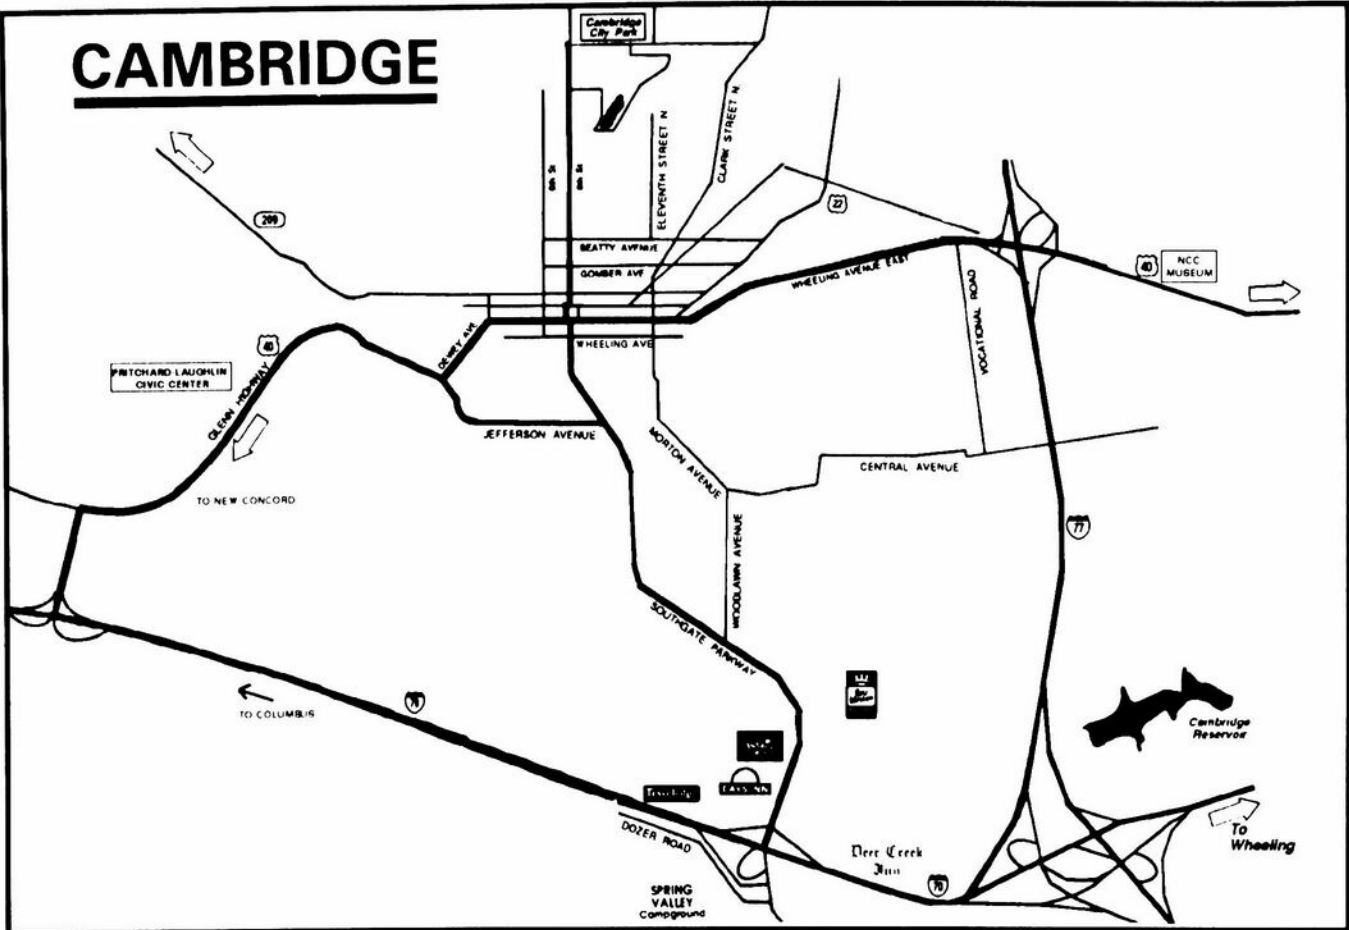 CAMBRIDGE
Cambridge
City Park
ELEVENTH STREET N
CLARK STREET N
8th St
209
22
BEATTY AVENUE
GOMBER AVE
WHEELING AVENUE EAST
40
NCC
MUSEUM
VOCATIONAL ROAD
DEWEY AVE
WHEELING AVE
40
PRITCHARD LAUGHLIN
CIVIC CENTER
GLENN HIGHWAY
JEFFERSON AVENUE
MORTON AVENUE
CENTRAL AVENUE
TO NEW CONCORD
WOODLAWN AVENUE
77
SOUTHGATE PARKWAY
TO COLUMBUS
70
Cambridge
Reservoir
DAYS INN
Travelodge
DOZER ROAD
Deer Creek
Inn
70
To
Wheeling
SPRING
VALLEY
Campground